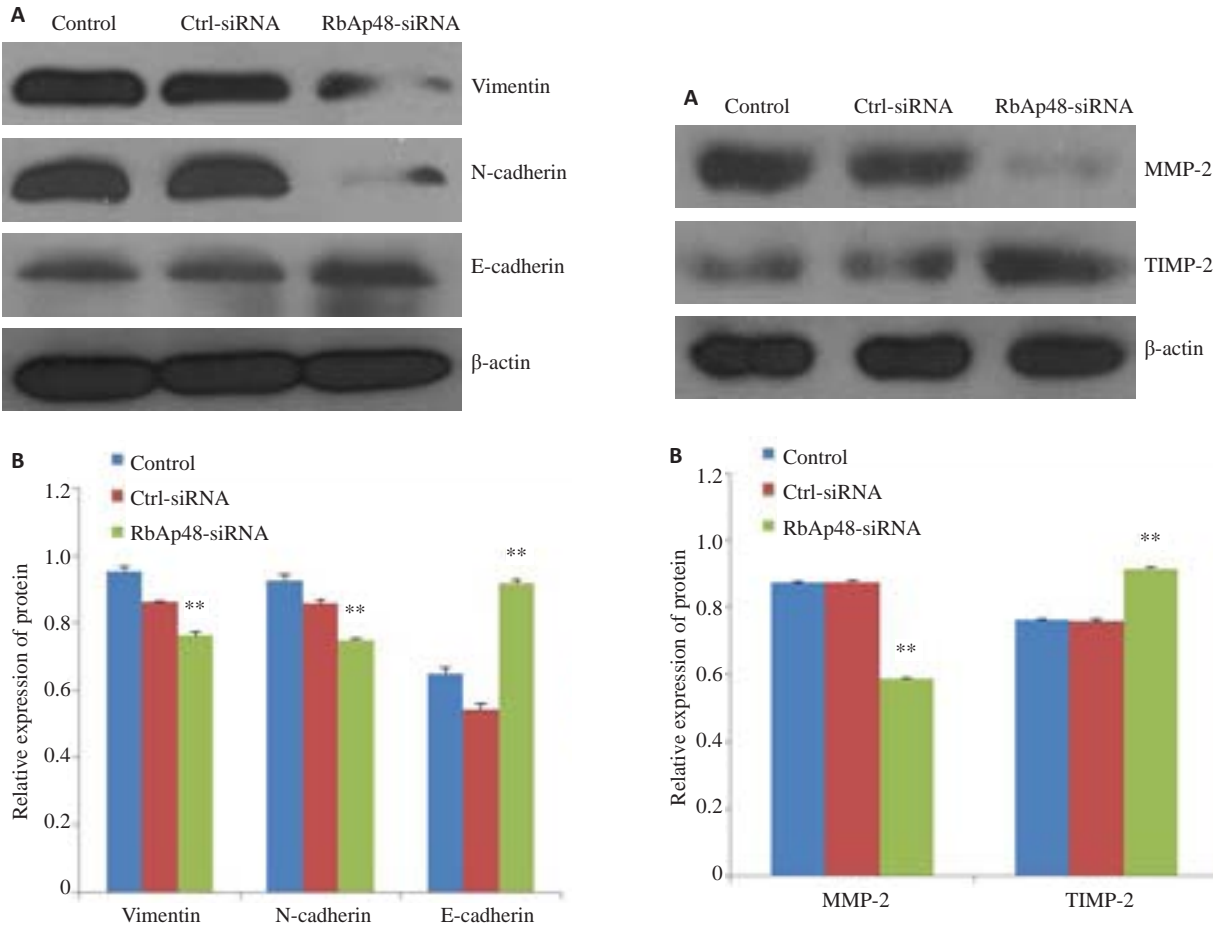 A
Control Ctrl-siRNA RbAp48-siRNA
Vimentin
N-cadherin
E-cadherin
β-actin
B
Control
Ctrl-siRNA
RbAp48-siRNA
1.2
1.0
0.8
0.6
0.4
0.2
0
Relative expression of protein
**
**
**
Vimentin N-cadherin E-cadherin
A
Control Ctrl-siRNA RbAp48-siRNA
MMP-2
TIMP-2
β-actin
B
Control
Ctrl-siRNA
RbAp48-siRNA
1.2
1.0
0.8
0.6
0.4
0.2
0
Relative expression of protein
**
**
MMP-2 TIMP-2